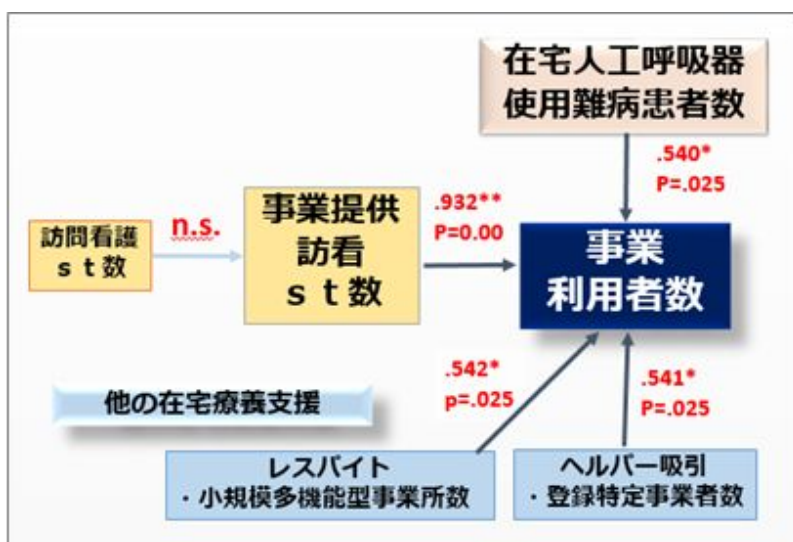 在宅人工呼吸器
使用難病患者数
.540*
P=.025
訪問看護
ｓｔ数
n.s.
事業提供
訪看
ｓｔ数
.932**
P=0.00
事業
利用者数
.542*
p=.025
.541*
P=.025
他の在宅療養支援
レスパイト
・小規模多機能型事業所数
ヘルパー吸引
・登録特定事業者数